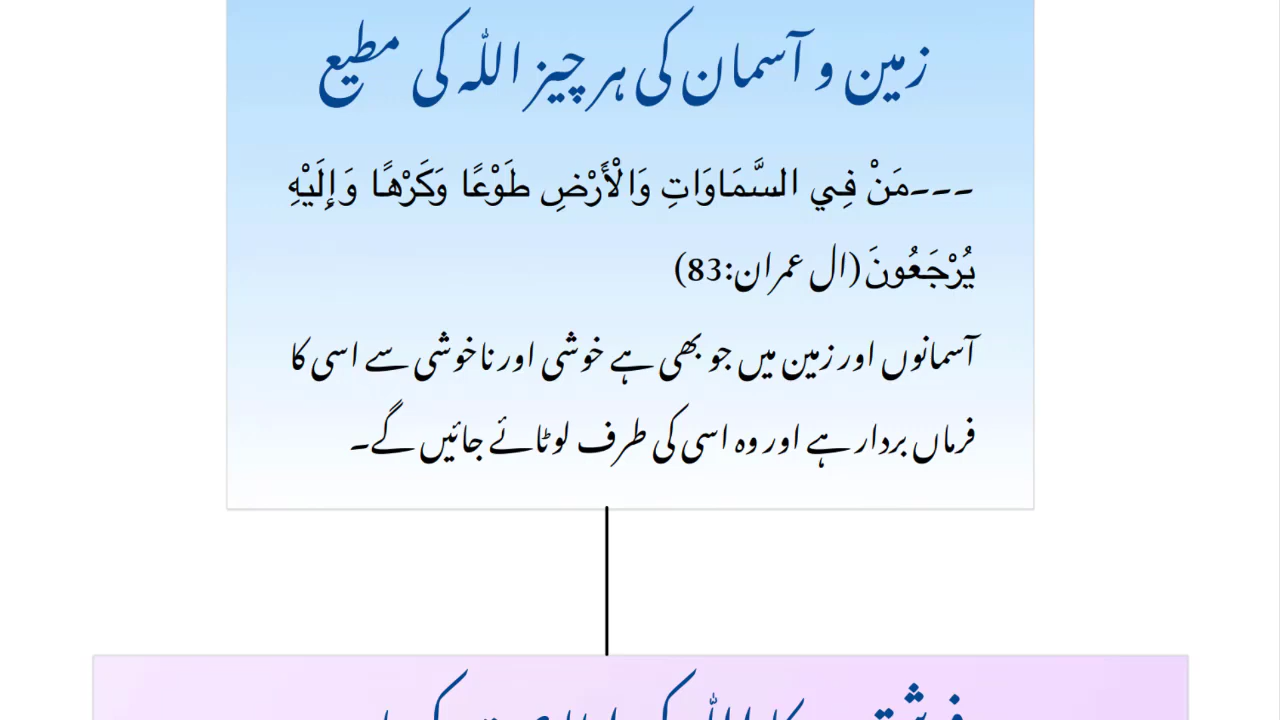 زمین و آسمان کی ہر چیز اللہ کی مطیع
۔۔۔مَنْ فِي السَّمَاوَاتِ وَالْأَرْضِ طَوْعًا وَكَرْهًا وَإِلَيْهِ
يُرْجَعُونَ (ال عمران:83)
آسمانوں اور زمین میں جو بھی ہے خوشی اور ناخوشی سے اسی کا
فرماں بردار ہے اور وہ اسی کی طرف لوٹائے جائیں گے۔